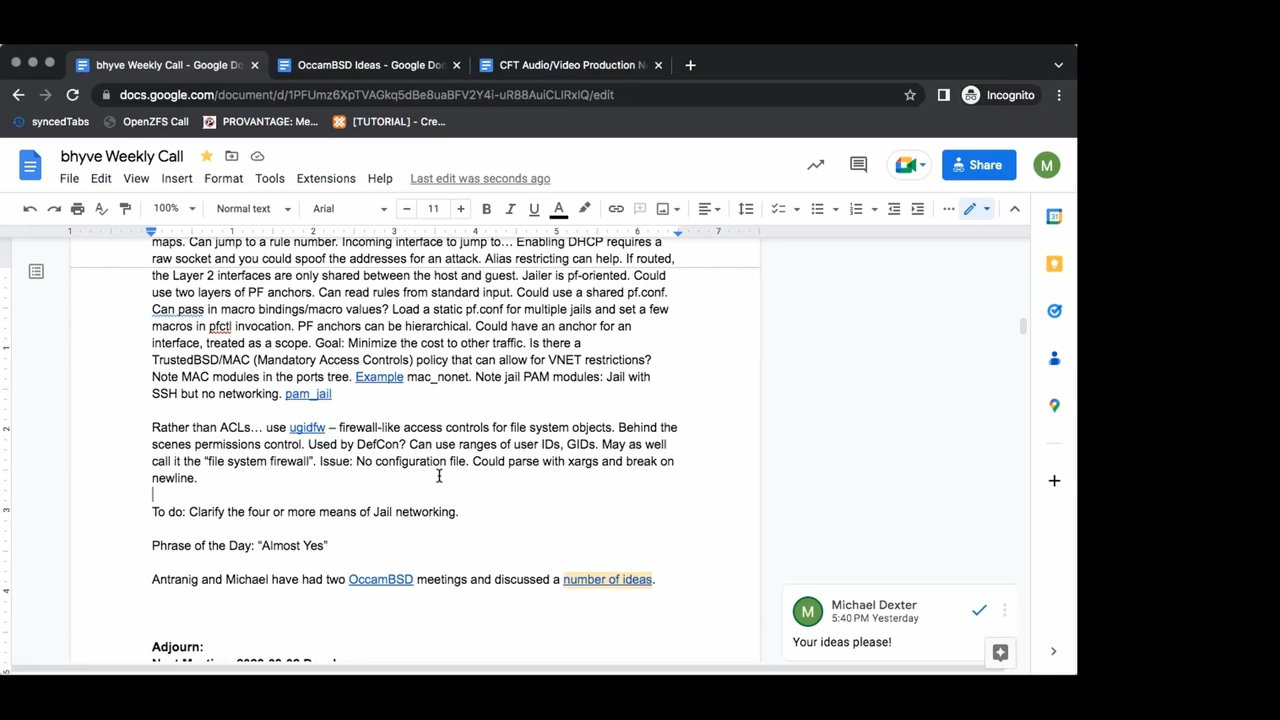 bhyve Weekly Call - Google Do
OccamBSD Ideas - Google Doc
CFT Audio/Video Production N
docs.google.com/document/d/1PFUmz6XpTVAGkq5dBe8uaBFV2Y4i-uR88AuiCLlRxIQ/edit
Incognito
syncedTabs
OpenZFS Call
PROVANTAGE: Me...
[TUTORIAL] - Cre...
bhyve Weekly Call
File Edit View Insert Format Tools Extensions Help Last edit was seconds ago
Share
M
100% Normal text Arial 11 B I U A
1 1 2 3 4 5 6 7
maps. Can jump to a rule number. Incoming interface to jump to… Enabling DHCP requires a
raw socket and you could spoof the addresses for an attack. Alias restricting can help. If routed,
the Layer 2 interfaces are only shared between the host and guest. Jailer is pf-oriented. Could
use two layers of PF anchors. Can read rules from standard input. Could use a shared pf.conf.
Can pass in macro bindings/macro values? Load a static pf.conf for multiple jails and set a few
macros in pfctl invocation. PF anchors can be hierarchical. Could have an anchor for an
interface, treated as a scope. Goal: Minimize the cost to other traffic. Is there a
TrustedBSD/MAC (Mandatory Access Controls) policy that can allow for VNET restrictions?
Note MAC modules in the ports tree. Example mac_nonet. Note jail PAM modules: Jail with
SSH but no networking. pam_jail
Rather than ACLs… use ugidfw – firewall-like access controls for file system objects. Behind the
scenes permissions control. Used by DefCon? Can use ranges of user IDs, GIDs. May as well
call it the “file system firewall”. Issue: No configuration file. Could parse with xargs and break on
newline.
To do: Clarify the four or more means of Jail networking.
Phrase of the Day: “Almost Yes”
Antranig and Michael have had two OccamBSD meetings and discussed a number of ideas.
Adjourn:
M
Michael Dexter
5:40 PM Yesterday
Your ideas please!